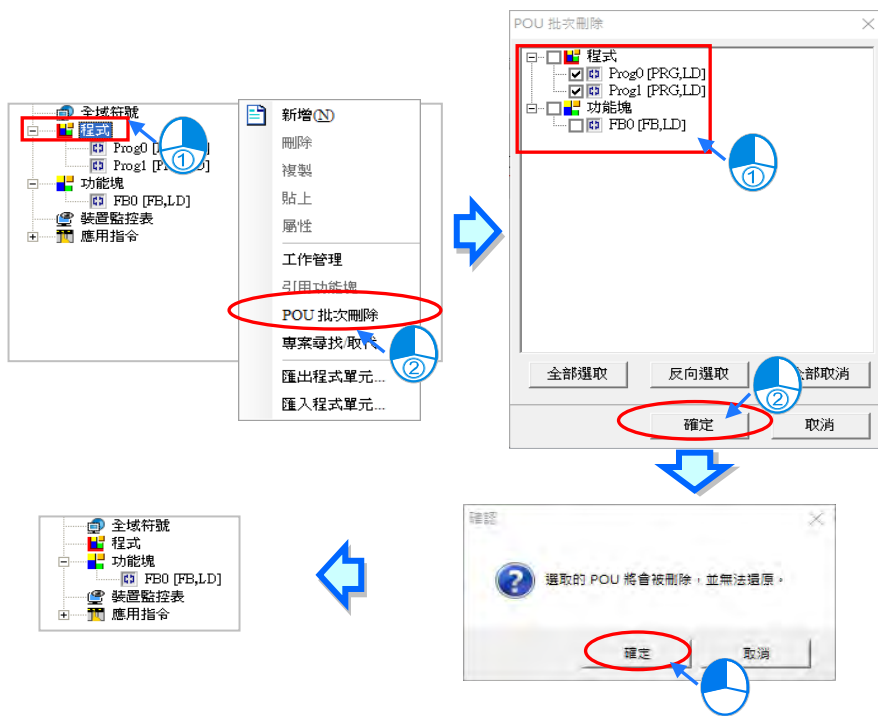 全域符號
程式
①
Prog0 [
Prog1 [P LD]
功能塊
FB0 [FB,LD]
裝置監控表
應用指令
新增(N)
刪除
複製
貼上
屬性
工作管理
引用功能塊
POU 批次刪除
專案尋找/取代
②
匯出程式單元...
匯入程式單元...
POU 批次刪除
程式
Prog0 [PRG,LD]
Prog1 [PRG,LD]
功能塊
FB0 [FB,LD]
①
全部選取
反向選取
全部取消
②
確定
取消
確認
選取的 POU 將會被刪除，並無法還原。
確定
取消
全域符號
程式
功能塊
FB0 [FB,LD]
裝置監控表
應用指令